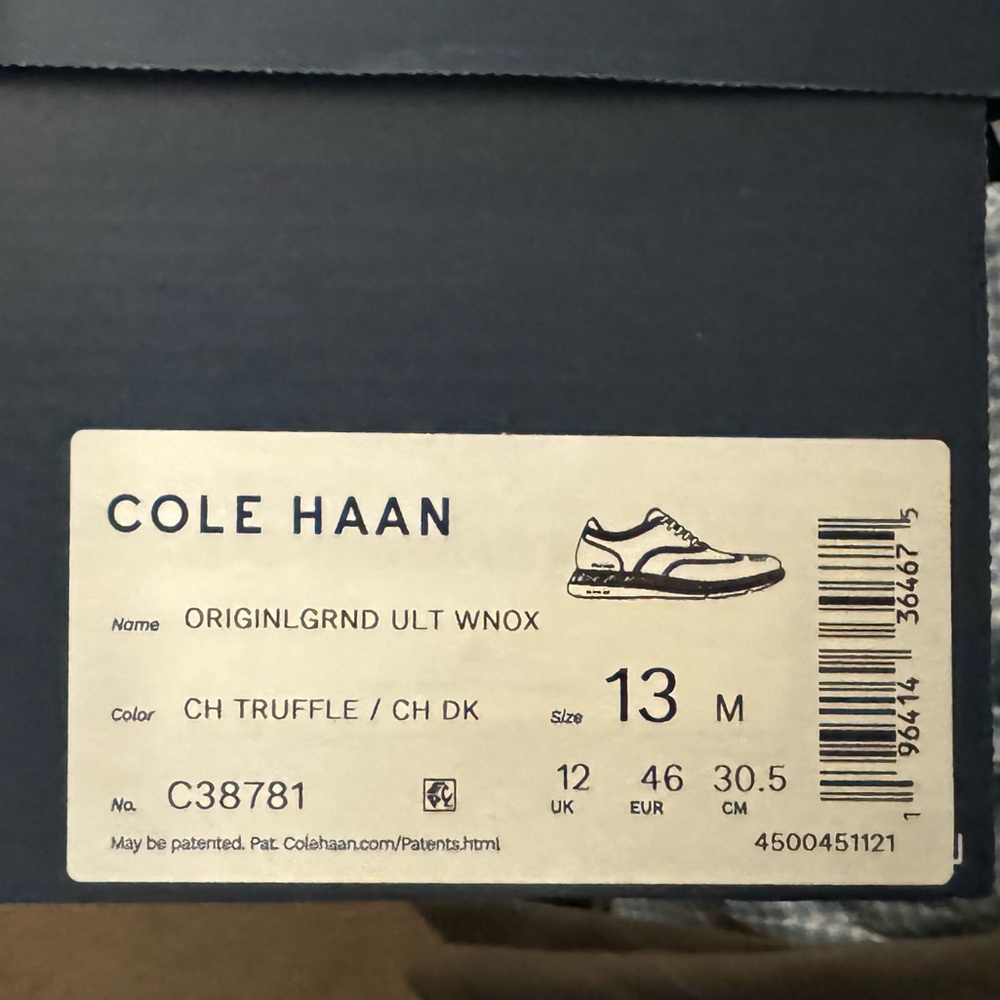 COLE HAAN
Name ORIGINLGRND ULT WNOX
Color CH TRUFFLE / CH DK
Size 13 M
No. C38781
12 46 30.5
UK EUR CM
May be patented. Pat. Colehaan.com/Patents.html
4500451121
1 96414 36467 5